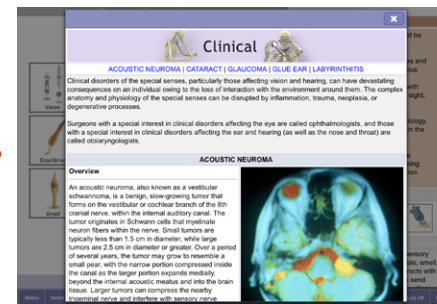 Clinical
ACOUSTIC NEUROMA | CATARACT | GLAUCOMA | GLUE EAR | LABYRINTHITIS
Clinical disorders of the special senses, particularly those affecting vision and hearing, can have devastating
consequences on an individual owing to the loss of interaction with the environment around them. The complex
anatomy and physiology of the special senses can be disrupted by inflammation, trauma, neoplasia, or
degenerative processes.
Surgeons with a special interest in clinical disorders affecting the eye are called ophthalmologists, and those
with a special interest in clinical disorders affecting the ear and hearing (as well as the nose and throat) are
called otolaryngologists.
ACOUSTIC NEUROMA
Overview
An acoustic neuroma, also known as a vestibular
schwannoma, is a benign, slow-growing tumor that
forms on the vestibular or cochlear branch of the 8th
cranial nerve, within the internal auditory canal. The
tumor originates in Schwann cells that myelinate
neuron fibers within the nerve. Small tumors are
typically less than 1.5 cm in diameter, while large
tumors are 2.5 cm in diameter or greater. Over a period
of several years, the tumor may grow to resemble a
small pear, with the narrow portion compressed inside
the canal as the larger portion expands medially,
beyond the internal acoustic meatus and into the brain
tissue. Larger tumors can compress the nearby
trigeminal nerve and interfere with sensory nerve
Vision
Smell
Menu